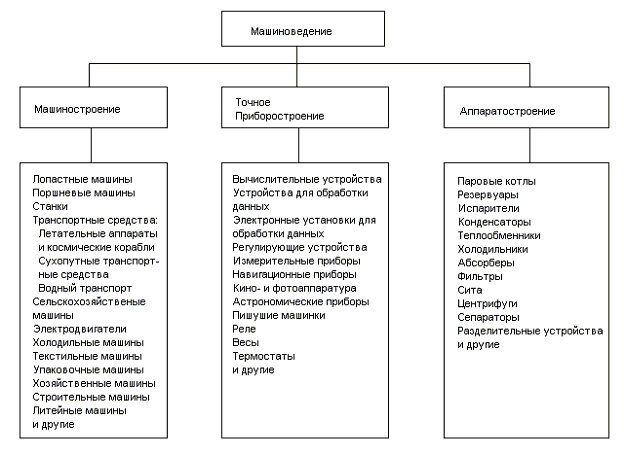 Машиноведение
Машиностроение
Точное
Приборостроение
Аппаратостроение
Лопастные машины
Поршневые машины
Станки
Транспортные средства:
Летательные аппараты
и космические корабли
Сухопутные транспорт-
ные средства
Водный транспорт
Сельскохозяйственые
машины
Электродвигатели
Холодильные машины
Текстильные машины
Упаковочные машины
Хозяйственные машины
Строительные машины
Литейные машины
и другие
Вычислительные устройства
Устройства для обработки
данных
Электронные установки для
обработки данных
Регулирующие устройства
Измерительные приборы
Навигационные приборы
Кино- и фотоаппаратура
Астрономические приборы
Пишушие машинки
Реле
Весы
Термостаты
и другие
Паровые котлы
Резервуары
Испарители
Конденсаторы
Теплообменники
Холодильники
Абсорберы
Фильтры
Сита
Центрифуги
Сепараторы
Разделительные устройства
и другие